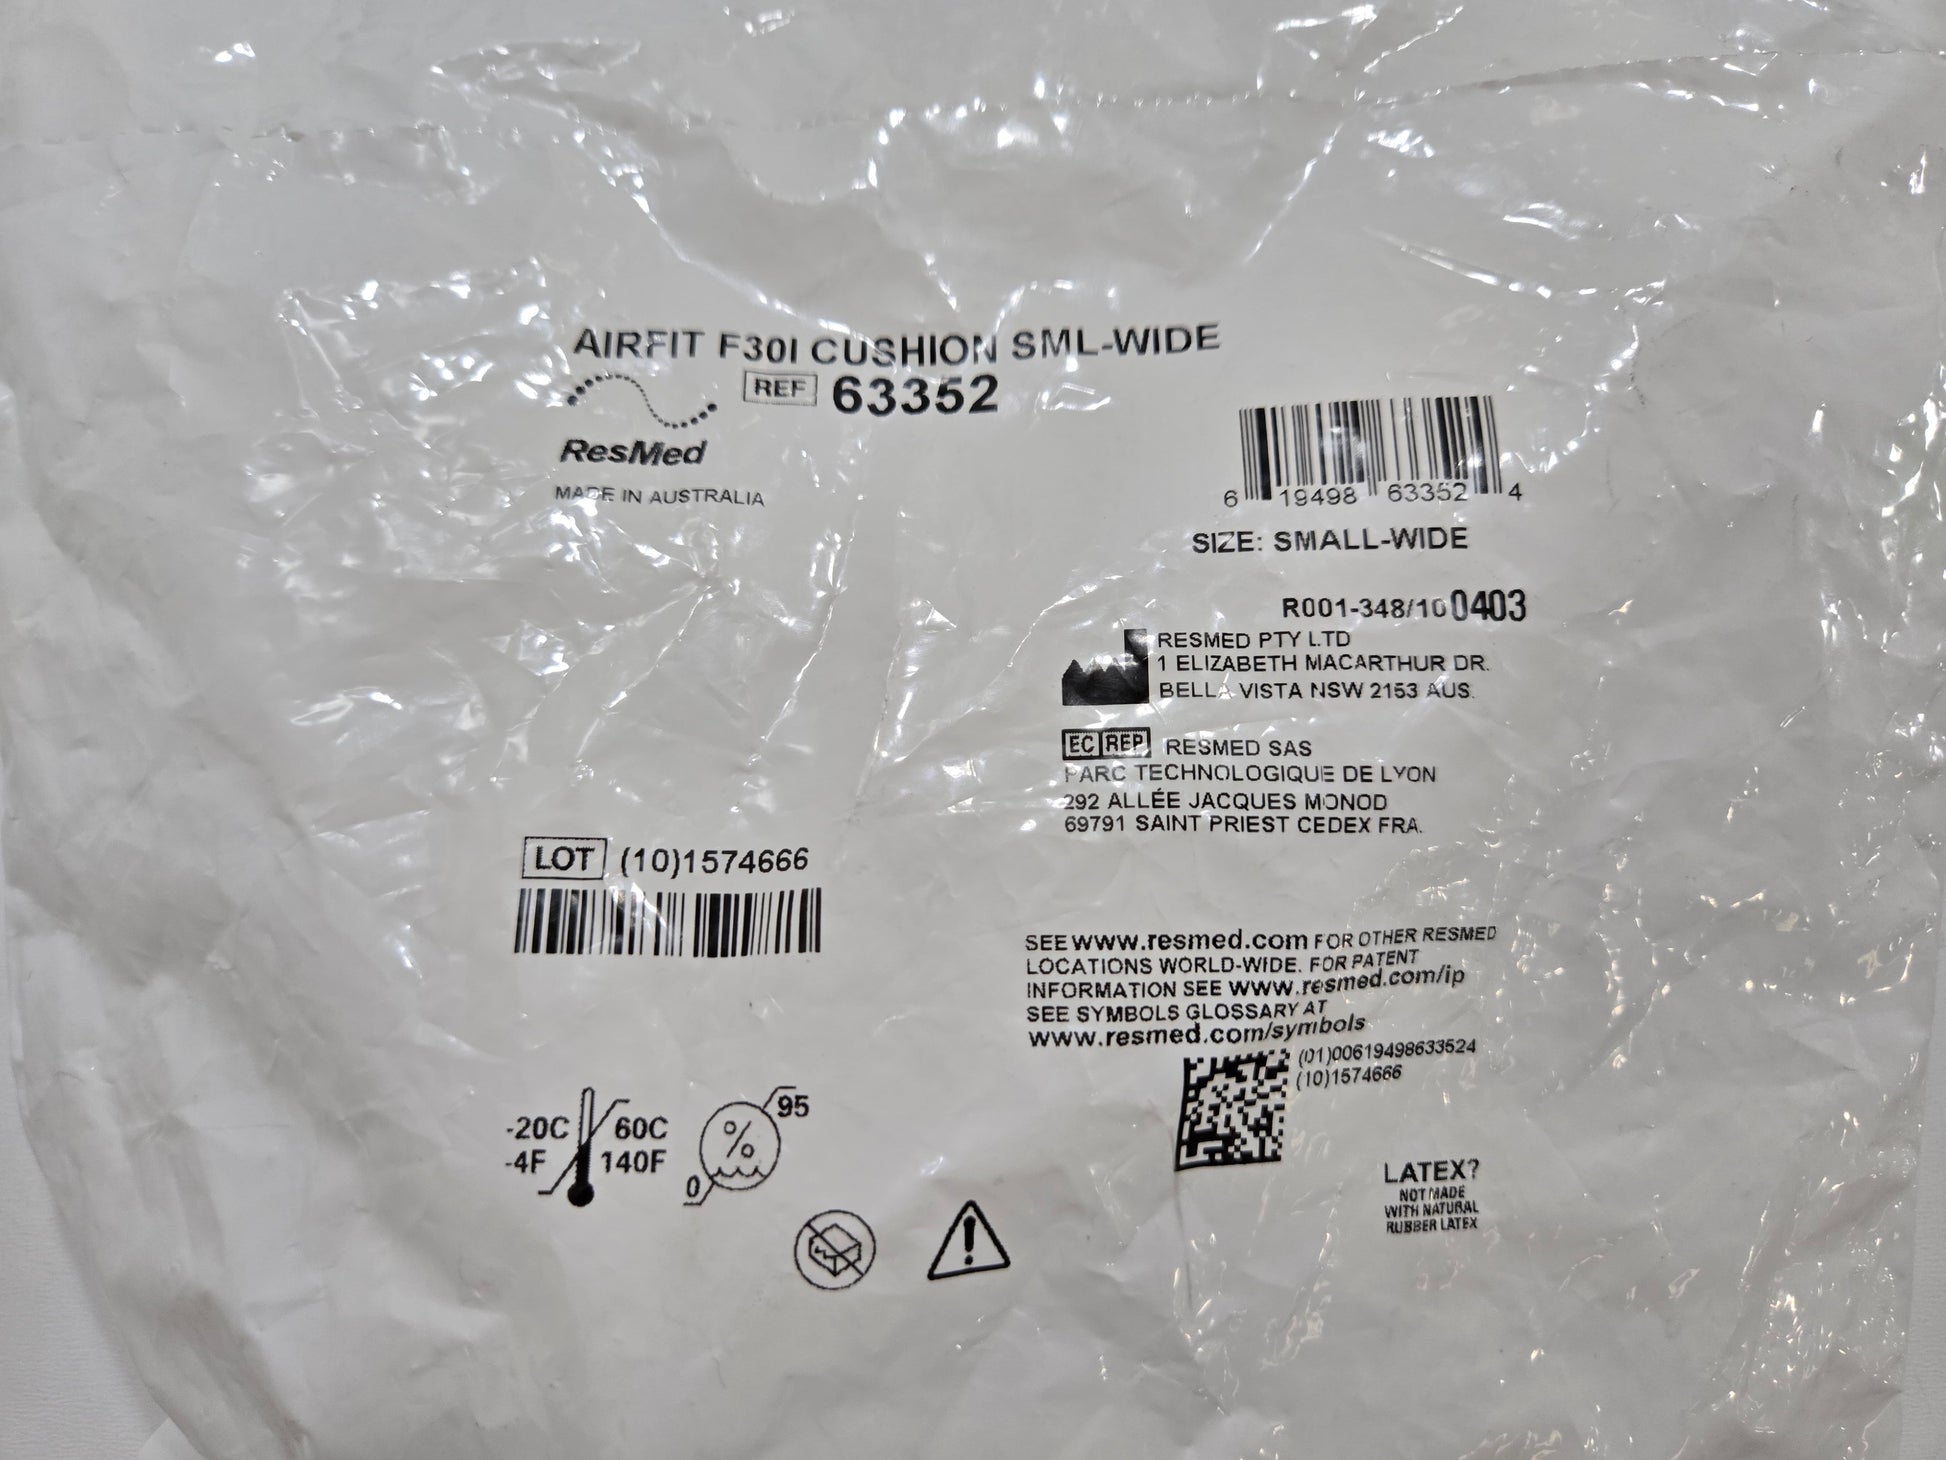 AIRFIT F30I CUSHION SML-WIDE
REF 63352
ResMed
MADE IN AUSTRALIA
6 19498 63352 4
SIZE: SMALL-WIDE
R001-348/10 0403
RESMED PTY LTD
1 ELIZABETH MACARTHUR DR.
BELLA VISTA NSW 2153 AUS.
EC REP RESMED SAS
PARC TECHNOLOGIQUE DE LYON
292 ALLÉE JACQUES MONOD
69791 SAINT PRIEST CEDEX FRA.
LOT (10)1574666
SEE www.resmed.com FOR OTHER RESMED
LOCATIONS WORLD-WIDE. FOR PATENT
INFORMATION SEE www.resmed.com/ip
SEE SYMBOLS GLOSSARY AT
www.resmed.com/symbols
(01)00619498633524
(10)1574666
-20C 60C
-4F 140F
% 95
0
LATEX?
NOT MADE
WITH NATURAL
RUBBER LATEX